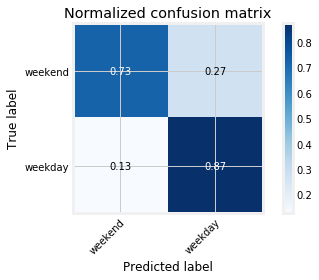 Normalized confusion matrix
True label
weekend
weekday
0.73
0.27
0.13
0.87
weekend
weekday
Predicted label
0.8
0.7
0.6
0.5
0.4
0.3
0.2